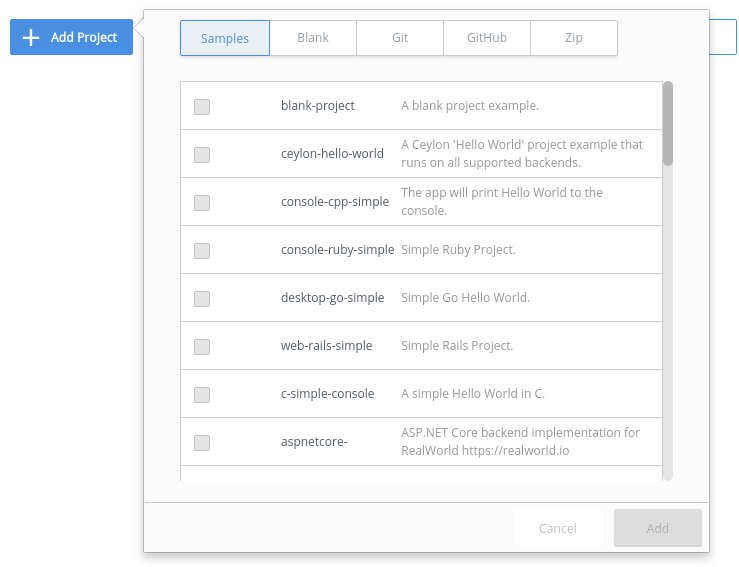 Add Project
Samples
Blank
Git
GitHub
Zip
blank-project
A blank project example.
ceylon-hello-world
A Ceylon 'Hello World' project example that
runs on all supported backends.
console-cpp-simple
The app will print Hello World to the
console.
console-ruby-simple
Simple Ruby Project.
desktop-go-simple
Simple Go Hello World.
web-rails-simple
Simple Rails Project.
c-simple-console
A simple Hello World in C.
aspnetcore-
ASP.NET Core backend implementation for
RealWorld https://realworld.io
Cancel
Add